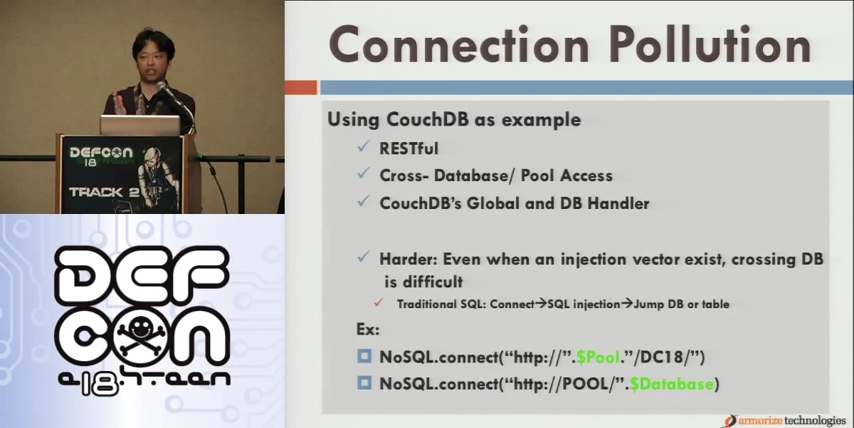 Connection Pollution
Using CouchDB as example
✓ RESTful
✓ Cross- Database/ Pool Access
✓ CouchDB's Global and DB Handler
✓ Harder: Even when an injection vector exist, crossing DB
is difficult
✓ Traditional SQL: Connect→SQL injection→Jump DB or table
Ex:
NoSQL.connect(“http://”.$Pool.”/DC18/”)
NoSQL.connect(“http://POOL/”.$Database)
armorize technologies
DEFCON
18
TRACK 2
DEF
CON
e18.hteen